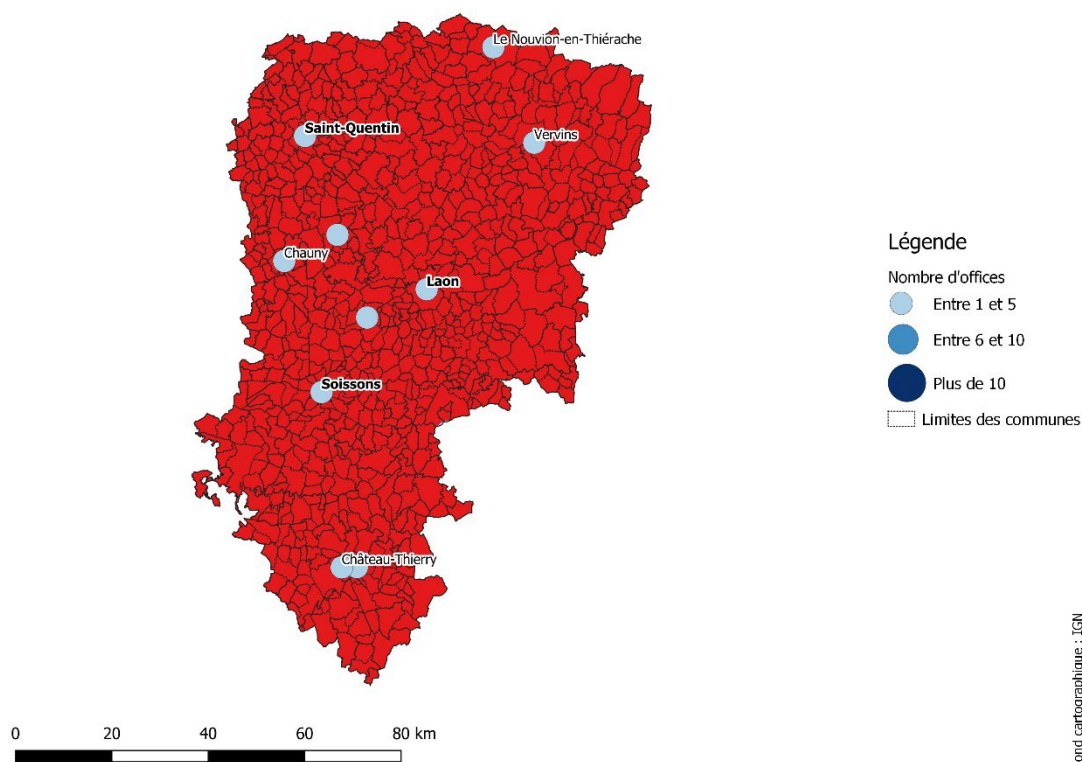 Le Nouvion-en-Thiérache
Saint-Quentin
Vervins
Chauny
Laon
Soissons
Château-Thierry
Légende
Nombre d'offices
Entre 1 et 5
Entre 6 et 10
Plus de 10
Limites des communes
0 20 40 60 80 km
ond cartographique : IGN